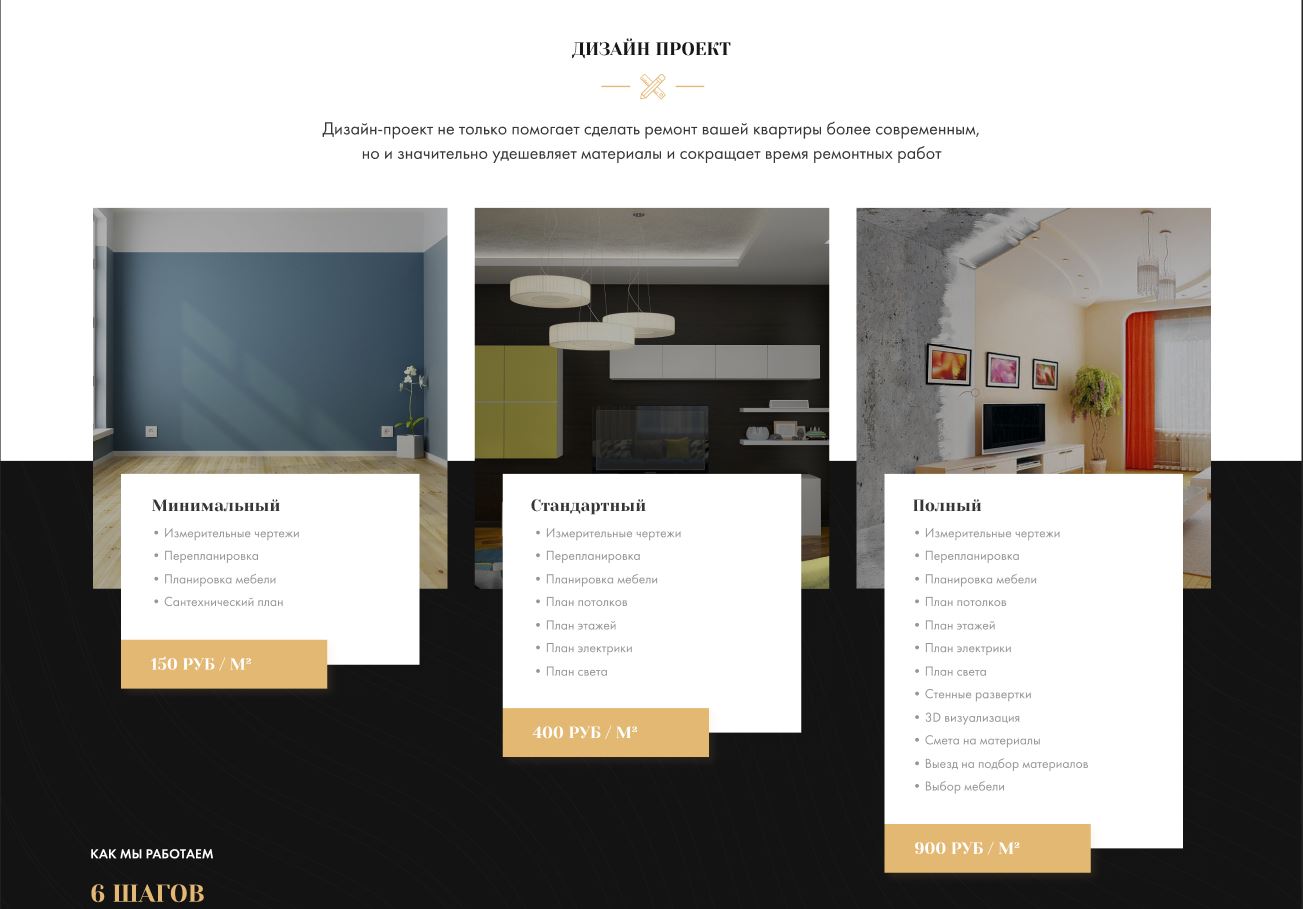 ДИЗАЙН ПРОЕКТ
Дизайн-проект не только помогает сделать ремонт вашей квартиры более современным,
но и значительно удешевляет материалы и сокращает время ремонтных работ
Минимальный
• Измерительные чертежи
• Перепланировка
• Планировка мебели
• Сантехнический план
150 РУБ / М²
Стандартный
• Измерительные чертежи
• Перепланировка
• Планировка мебели
• План потолков
• План этажей
• План электрики
• План света
400 РУБ / М²
Полный
• Измерительные чертежи
• Перепланировка
• Планировка мебели
• План потолков
• План этажей
• План электрики
• План света
• Стенные развертки
• 3D визуализация
• Смета на материалы
• Выезд на подбор материалов
• Выбор мебели
900 РУБ / М²
КАК МЫ РАБОТАЕМ
6 ШАГОВ